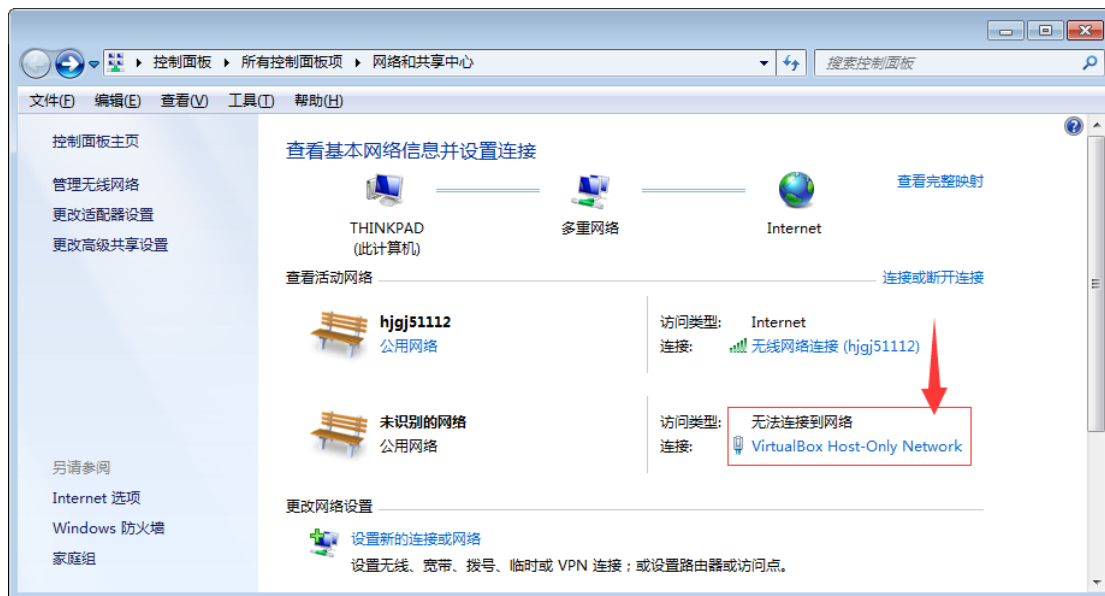 控制面板 ▸ 所有控制面板项 ▸ 网络和共享中心
搜索控制面板
文件(F) 编辑(E) 查看(V) 工具(T) 帮助(H)
控制面板主页
管理无线网络
更改适配器设置
更改高级共享设置
另请参阅
Internet 选项
Windows 防火墙
家庭组
查看基本网络信息并设置连接
THINKPAD
(此计算机)
多重网络
Internet
查看完整映射
查看活动网络
连接或断开连接
hjgj51112
公用网络
访问类型: Internet
连接: 无线网络连接 (hjgj51112)
未识别的网络
公用网络
访问类型: 无法连接到网络
连接: VirtualBox Host-Only Network
更改网络设置
设置新的连接或网络
设置无线、宽带、拨号、临时或 VPN 连接；或设置路由器或访问点。